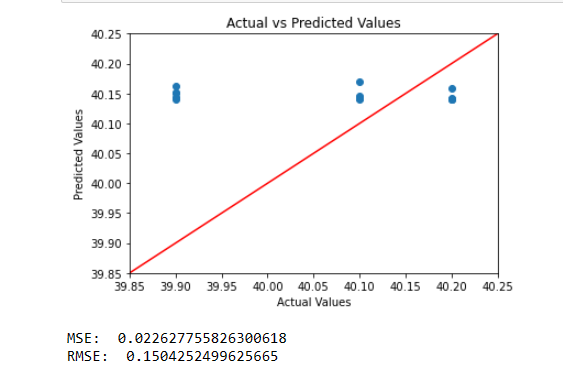 Actual vs Predicted Values
40.25
40.20
40.15
40.10
40.05
40.00
39.95
39.90
39.85
Predicted Values
39.85 39.90 39.95 40.00 40.05 40.10 40.15 40.20 40.25
Actual Values
MSE: 0.022627755826300618
RMSE: 0.1504252499625665